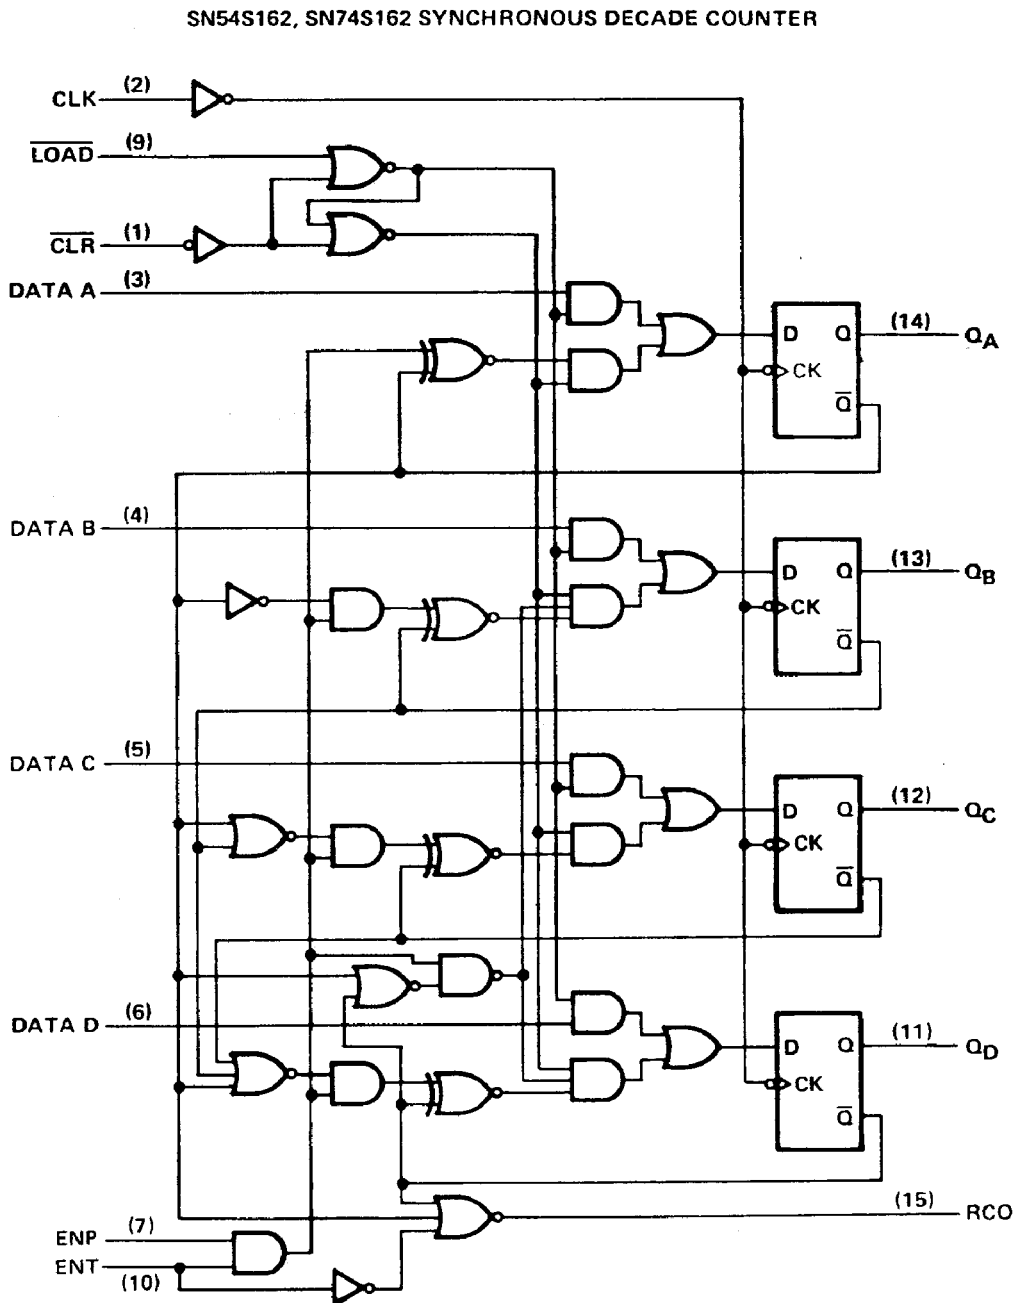 SN54S162, SN74S162 SYNCHRONOUS DECADE COUNTER
CLK (2)
LOAD (9)
CLR (1)
DATA A (3)
D Q (14) QA
CK
Q
DATA B (4)
D Q (13) QB
CK
Q
DATA C (5)
D Q (12) QC
CK
Q
DATA D (6)
D Q (11) QD
CK
Q
(15) RCO
ENP (7)
ENT
(10)